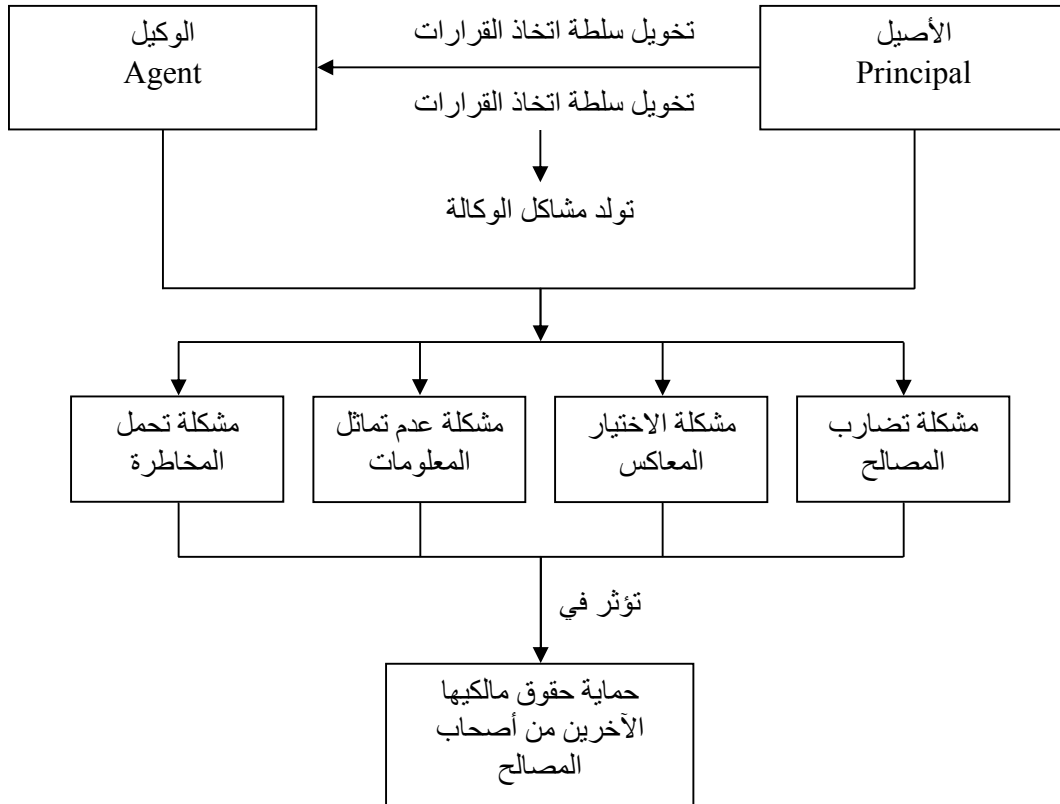 الأصيل
Principal
تخويل سلطة اتخاذ القرارات
تخويل سلطة اتخاذ القرارات
الوكيل
Agent
تولد مشاكل الوكالة
مشكلة تضارب
المصالح
مشكلة الاختيار
المعاكس
مشكلة عدم تماثل
المعلومات
مشكلة تحمل
المخاطرة
تؤثر في
حماية حقوق مالكيها
الآخرين من أصحاب
المصالح